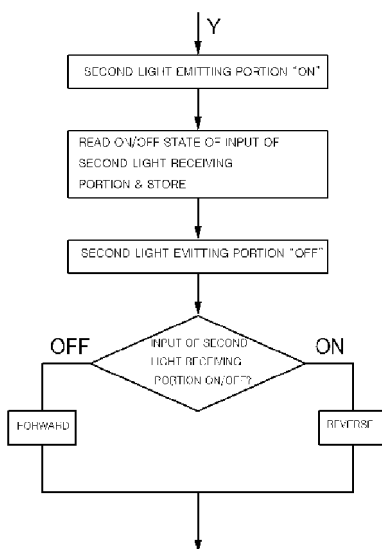 Y
SECOND LIGHT EMITTING PORTION "ON"
READ ON/OFF STATE OF INPUT OF
SECOND LIGHT RECEIVING
PORTION & STORE
SECOND LIGHT EMITTING PORTION "OFF"
OFF
INPUT OF SECOND
LIGHT RECEIVING
PORTION ON/OFF?
ON
FORWARD
REVERSE